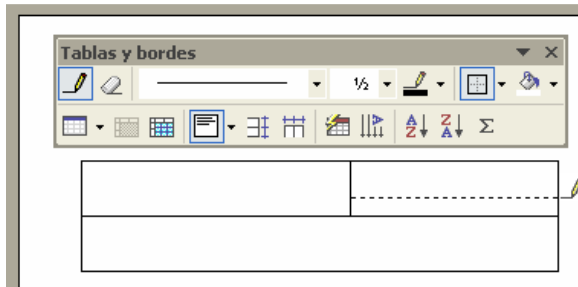 Tablas y bordes
½
A Z Z A Σ